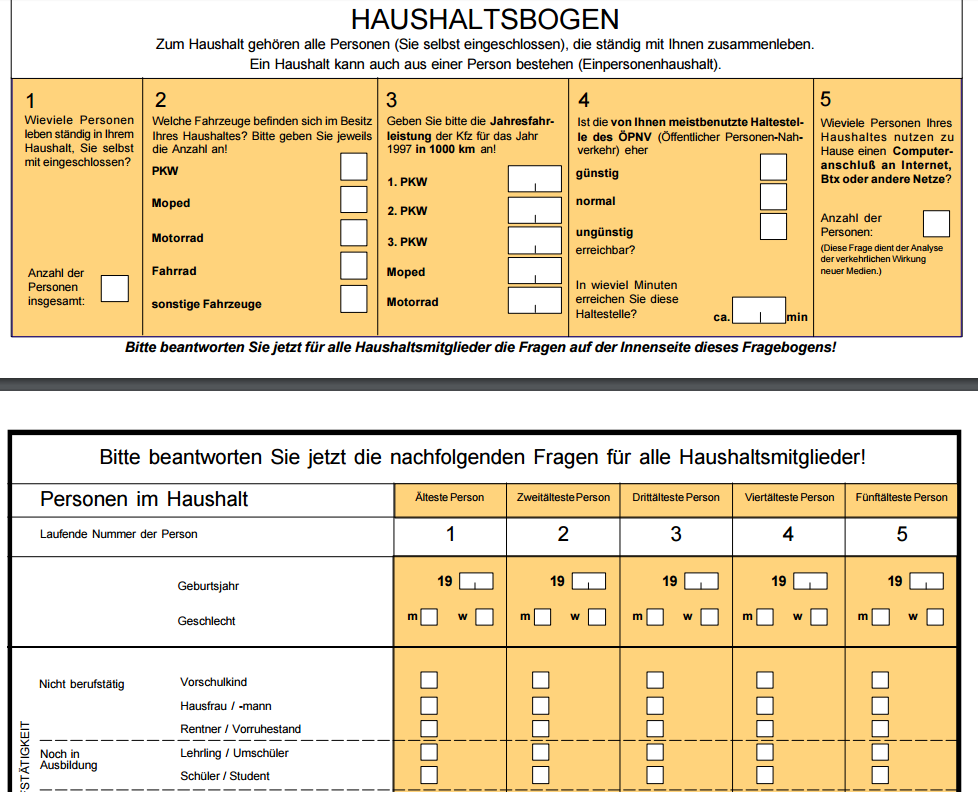 HAUSHALTSBOGEN
Zum Haushalt gehören alle Personen (Sie selbst eingeschlossen), die ständig mit Ihnen zusammenleben.
Ein Haushalt kann auch aus einer Person bestehen (Einpersonenhaushalt).
1
Wieviele Personen
leben ständig in Ihrem
Haushalt, Sie selbst
mit eingeschlossen?
Anzahl der
Personen
insgesamt:
2
Welche Fahrzeuge befinden sich im Besitz
Ihres Haushaltes? Bitte geben Sie jeweils
die Anzahl an!
PKW
Moped
Motorrad
Fahrrad
sonstige Fahrzeuge
3
Geben Sie bitte die Jahresfahr-
leistung der Kfz für das Jahr
1997 in 1000 km an!
1. PKW
2. PKW
3. PKW
Moped
Motorrad
4
Ist die von Ihnen meistbenutzte Haltestel-
le des ÖPNV (Öffentlicher Personen-Nah-
verkehr) eher
günstig
normal
ungünstig
erreichbar?
In wieviel Minuten
erreichen Sie diese
Haltestelle?
ca. min
5
Wieviele Personen Ihres
Haushaltes nutzen zu
Hause einen Computer-
anschluß an Internet,
Btx oder andere Netze?
Anzahl der
Personen:
(Diese Frage dient der Analyse
der verkehrlichen Wirkung
neuer Medien.)
Bitte beantworten Sie jetzt für alle Haushaltsmitglieder die Fragen auf der Innenseite dieses Fragebogens!
Bitte beantworten Sie jetzt die nachfolgenden Fragen für alle Haushaltsmitglieder!
Personen im Haushalt Älteste Person Zweitälteste Person Drittälteste Person Viertälteste Person Fünftälteste Person
Laufende Nummer der Person 1 2 3 4 5
Geburtsjahr 19 19 19 19 19
Geschlecht m w m w m w m w m w
Nicht berufstätig Vorschulkind
Hausfrau / -mann
Rentner / Vorruhestand
Noch in
Ausbildung
Lehrling / Umschüler
Schüler / Student
STÄTIGKEIT